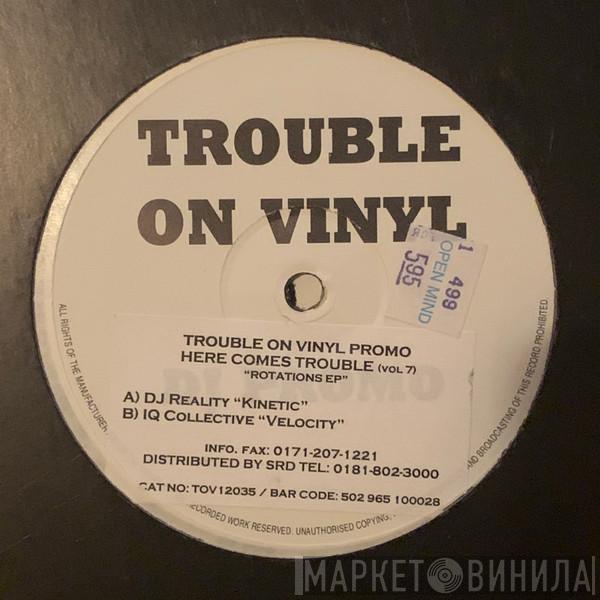 TROUBLE
ON VINYL
1 499
OPEN MIND
595
TROUBLE ON VINYL PROMO
HERE COMES TROUBLE (VOL 7)
"ROTATIONS EP"
A) DJ REALITY "KINETIC"
B) IQ COLLECTIVE "VELOCITY"
INFO. FAX: 0171-207-1221
DISTRIBUTED BY SRD TEL: 0181-802-3000
CAT NO: TOV12035 / BAR CODE: 502 965 100028
DJ PROMO
ALL RIGHTS OF THE MANUFACTURER
RECORDED WORK RESERVED. UNAUTHORISED COPYING,
AND BROADCASTING OF THIS RECORD PROHIBITED
МАРКЕТ ВИНИЛА